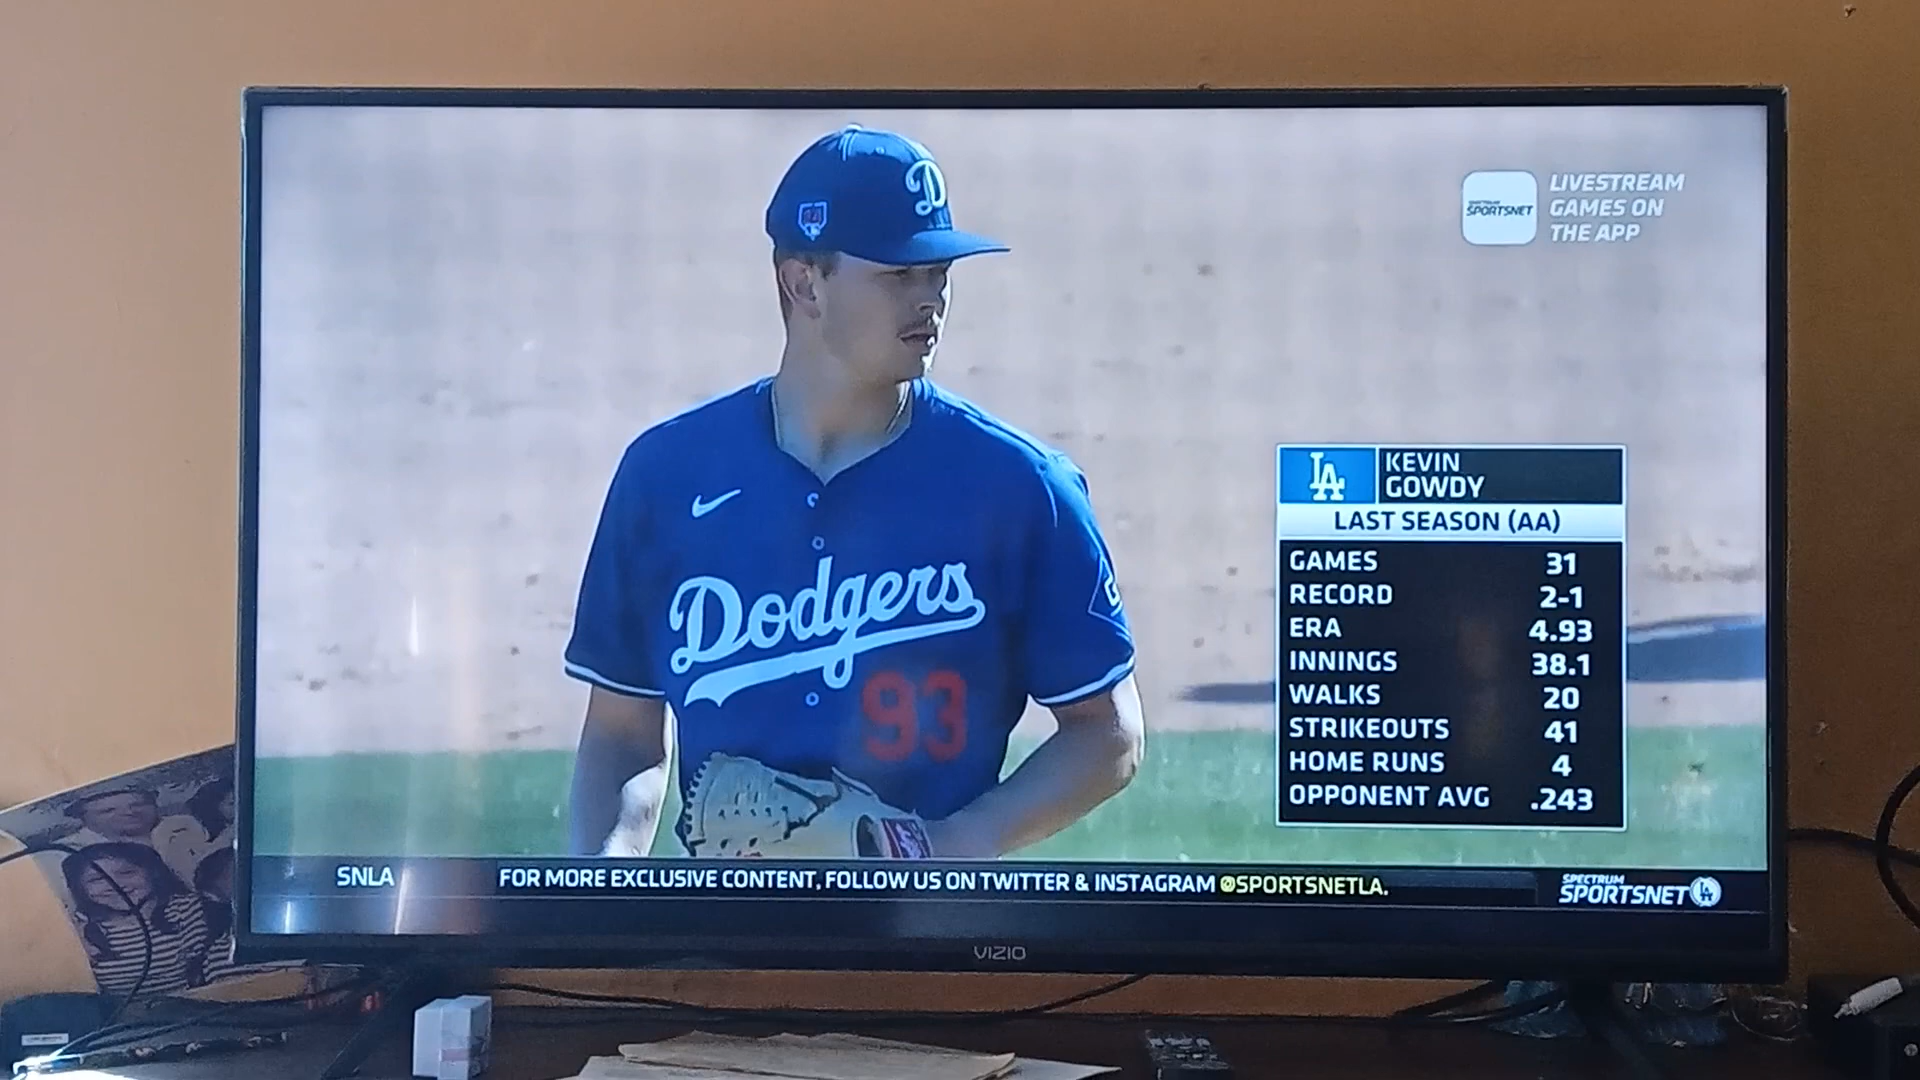 D
LIVESTREAM
GAMES ON
THE APP
SPECTRUM
SPORTSNET
Dodgers
93
LA
KEVIN
GOWDY
LAST SEASON (AA)
GAMES 31
RECORD 2-1
ERA 4.93
INNINGS 38.1
WALKS 20
STRIKEOUTS 41
HOME RUNS 4
OPPONENT AVG .243
SNLA
FOR MORE EXCLUSIVE CONTENT, FOLLOW US ON TWITTER & INSTAGRAM @SPORTSNETLA.
SPECTRUM
SPORTSNET LA
VIZIO